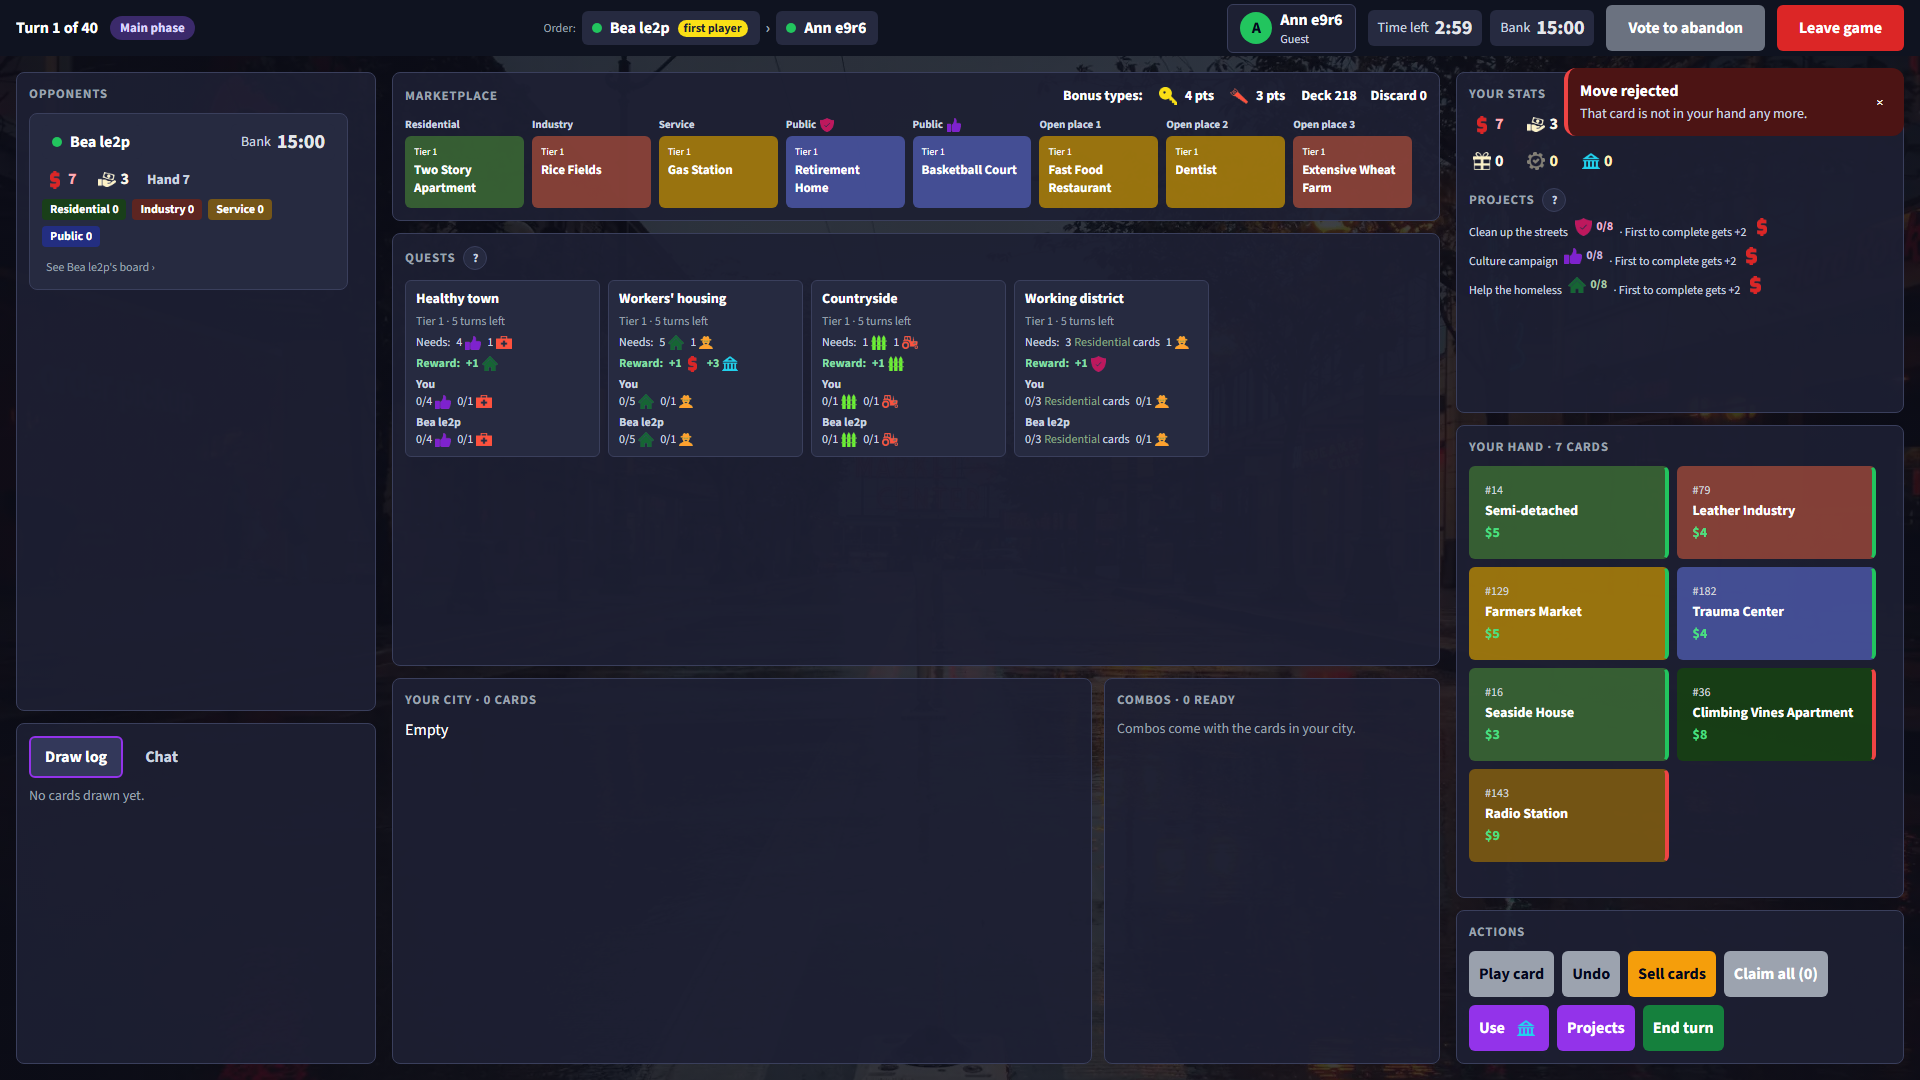 Turn 1 of 40 Main phase
Order: Bea le2p first player › Ann e9r6
A Ann e9r6
Guest
Time left 2:59
Bank 15:00
Vote to abandon
Leave game
OPPONENTS
Bea le2p Bank 15:00
7 3 Hand 7
Residential 0 Industry 0 Service 0
Public 0
See Bea le2p's board ›
Draw log Chat
No cards drawn yet.
MARKETPLACE Bonus types: 4 pts 3 pts Deck 218 Discard 0
Residential Industry Service Public Public Open place 1 Open place 2 Open place 3
Tier 1 Tier 1 Tier 1 Tier 1 Tier 1 Tier 1 Tier 1 Tier 1
Two Story Rice Fields Gas Station Retirement Basketball Court Fast Food Dentist Extensive Wheat
Apartment Home Restaurant Farm
QUESTS ?
Healthy town
Tier 1 · 5 turns left
Needs: 4 1
Reward: +1
You
0/4 0/1
Bea le2p
0/4 0/1
Workers' housing
Tier 1 · 5 turns left
Needs: 5 1
Reward: +1 +3
You
0/5 0/1
Bea le2p
0/5 0/1
Countryside
Tier 1 · 5 turns left
Needs: 1 1
Reward: +1
You
0/1 0/1
Bea le2p
0/1 0/1
Working district
Tier 1 · 5 turns left
Needs: 3 Residential cards 1
Reward: +1
You
0/3 Residential cards 0/1
Bea le2p
0/3 Residential cards 0/1
YOUR CITY · 0 CARDS
Empty
COMBOS · 0 READY
Combos come with the cards in your city.
YOUR STATS
7 3
0 0 0
Move rejected
That card is not in your hand any more.
×
PROJECTS ?
Clean up the streets 0/8 · First to complete gets +2
Culture campaign 0/8 · First to complete gets +2
Help the homeless 0/8 · First to complete gets +2
YOUR HAND · 7 CARDS
#14
Semi-detached
$5
#79
Leather Industry
$4
#129
Farmers Market
$5
#182
Trauma Center
$4
#16
Seaside House
$3
#36
Climbing Vines Apartment
$8
#143
Radio Station
$9
ACTIONS
Play card Undo Sell cards Claim all (0)
Use Projects End turn